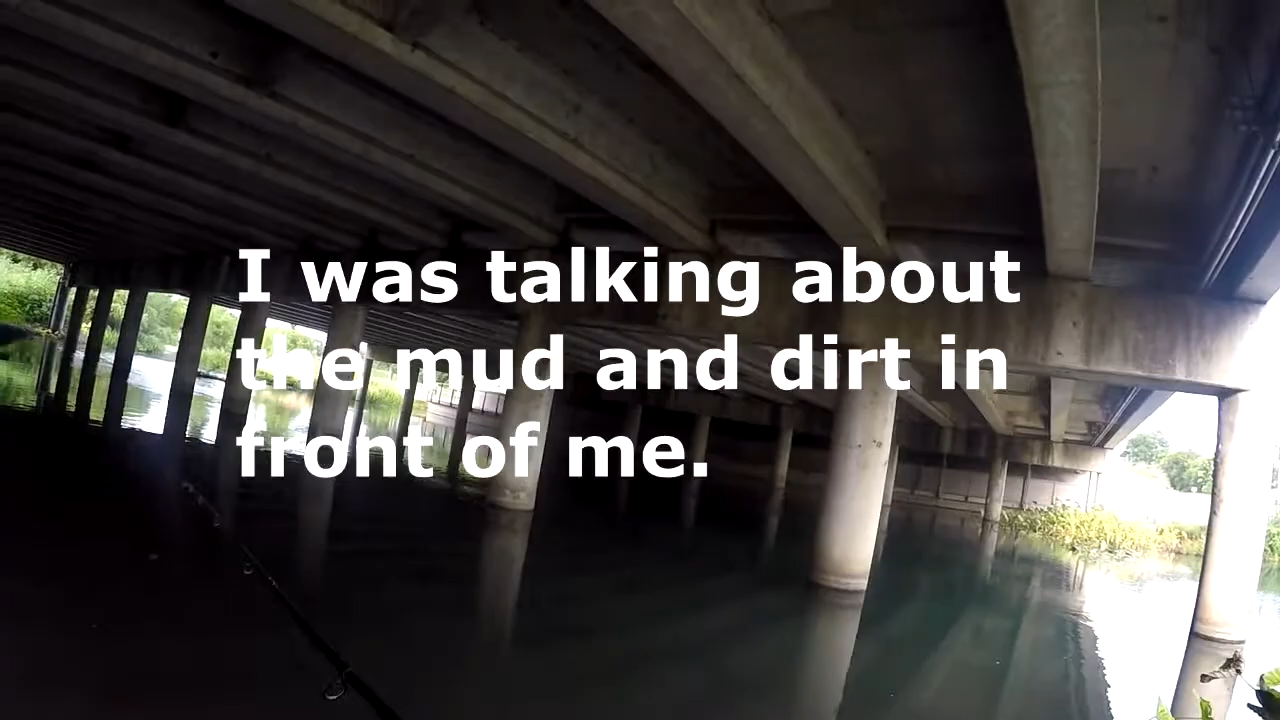 I was talking about
the mud and dirt in
front of me.